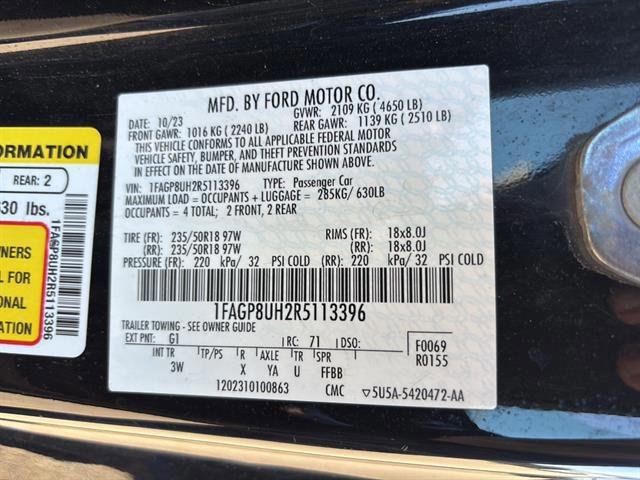 ORMATION
REAR: 2
630 lbs.
WNERS
L FOR
ONAL
N
1FAGP8UH2R5113396
MFD. BY FORD MOTOR CO.
10/23
GVWR: 2109 KG ( 4650 LB)
FRONT GAWR: 1016 KG ( 2240 LB)
REAR GAWR: 1139 KG ( 2510 LB)
THIS VEHICLE CONFORMS TO ALL APPLICABLE FEDERAL MOTOR
VEHICLE SAFETY, BUMPER, AND THEFT PREVENTION STANDARDS
IN EFFECT ON THE DATE OF MANUFACTURE SHOWN ABOVE.
VIN: 1FAGP8UH2R5113396 TYPE: Passenger Car
MAXIMUM LOAD = OCCUPANTS + LUGGAGE = 285KG/ 630LB
OCCUPANTS = 4 TOTAL; 2 FRONT, 2 REAR
TIRE (FR): 235/50R18 97W RIMS (FR): 18x8.0J
(RR): 235/50R18 97W (RR): 18x8.0J
PRESSURE (FR): 220 kPa/ 32 PSI COLD (RR): 220 kPa/ 32 PSI COLD
1FAGP8UH2R5113396
TRAILER TOWING - SEE OWNER GUIDE
EXT PNT: G1 RC: 71 DSO: F0069
INT TR TP/PS R AXLE TR SPR R0155
3W X YA U FFBB
1202310100863 CMC 5U5A-5420472-AA